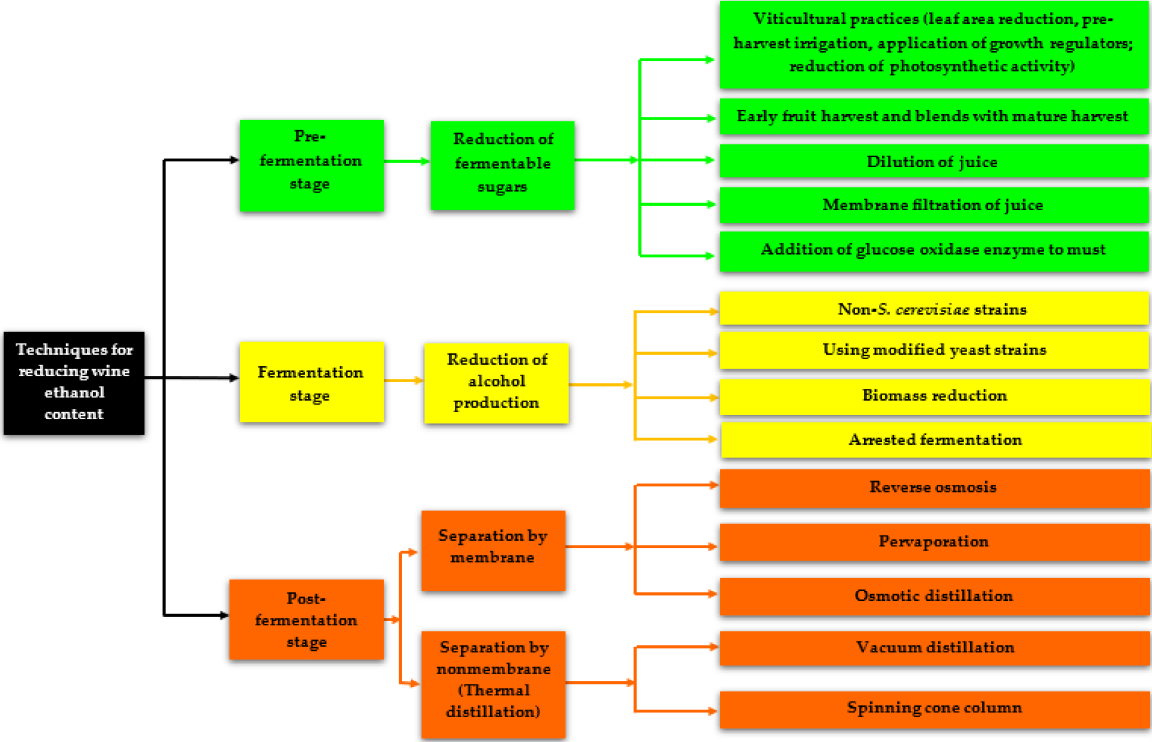 Techniques for
reducing wine
ethanol
content
Pre-
fermentation
stage
Reduction of
fermentable
sugars
Viticultural practices (leaf area reduction, pre-
harvest irrigation, application of growth regulators;
reduction of photosynthetic activity)
Early fruit harvest and blends with mature harvest
Dilution of juice
Membrane filtration of juice
Addition of glucose oxidase enzyme to must
Fermentation
stage
Reduction of
alcohol
production
Non-S. cerevisiae strains
Using modified yeast strains
Biomass reduction
Arrested fermentation
Post-
fermentation
stage
Separation by
membrane
Reverse osmosis
Pervaporation
Osmotic distillation
Separation by
nonmembrane
(Thermal
distillation)
Vacuum distillation
Spinning cone column